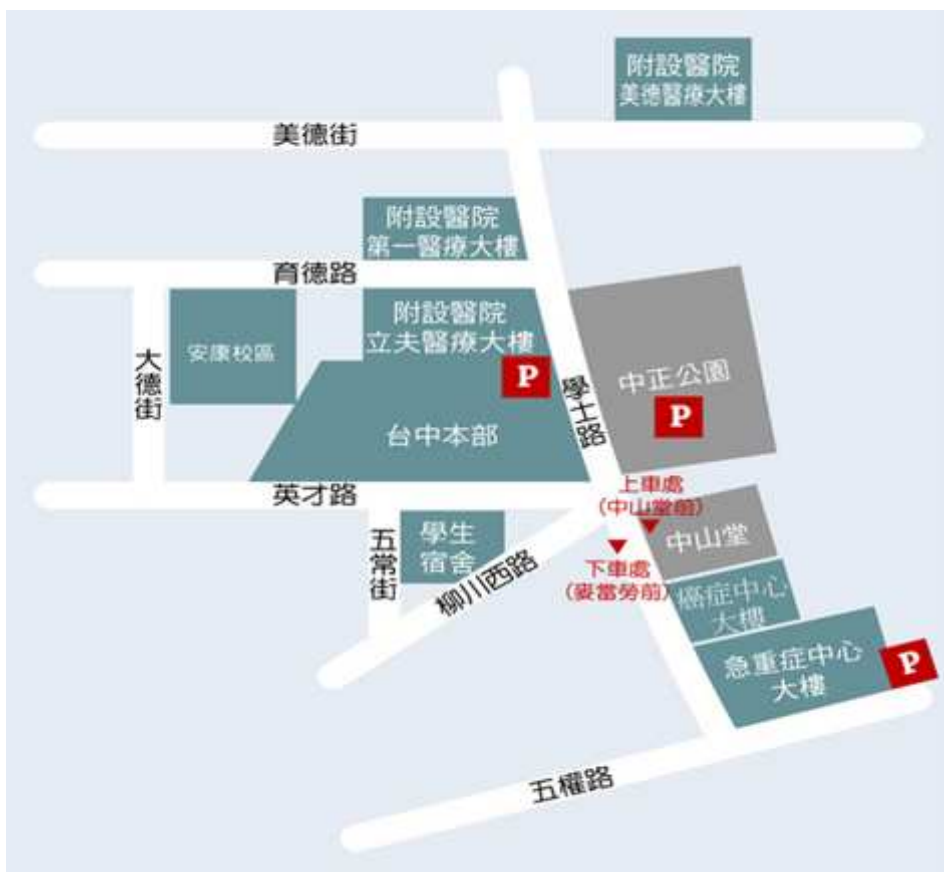 附設醫院
美德醫療大樓
美德街
附設醫院
第一醫療大樓
育德路
附設醫院
立夫醫療大樓
P
安康校區
大德街
學士路
中正公園
P
台中本部
英才路
上車處
(中山堂前)
中山堂
五常街
學生
宿舍
柳川西路
下車處
(麥當勞前)
癌症中心
大樓
急重症中心
大樓
P
五權路